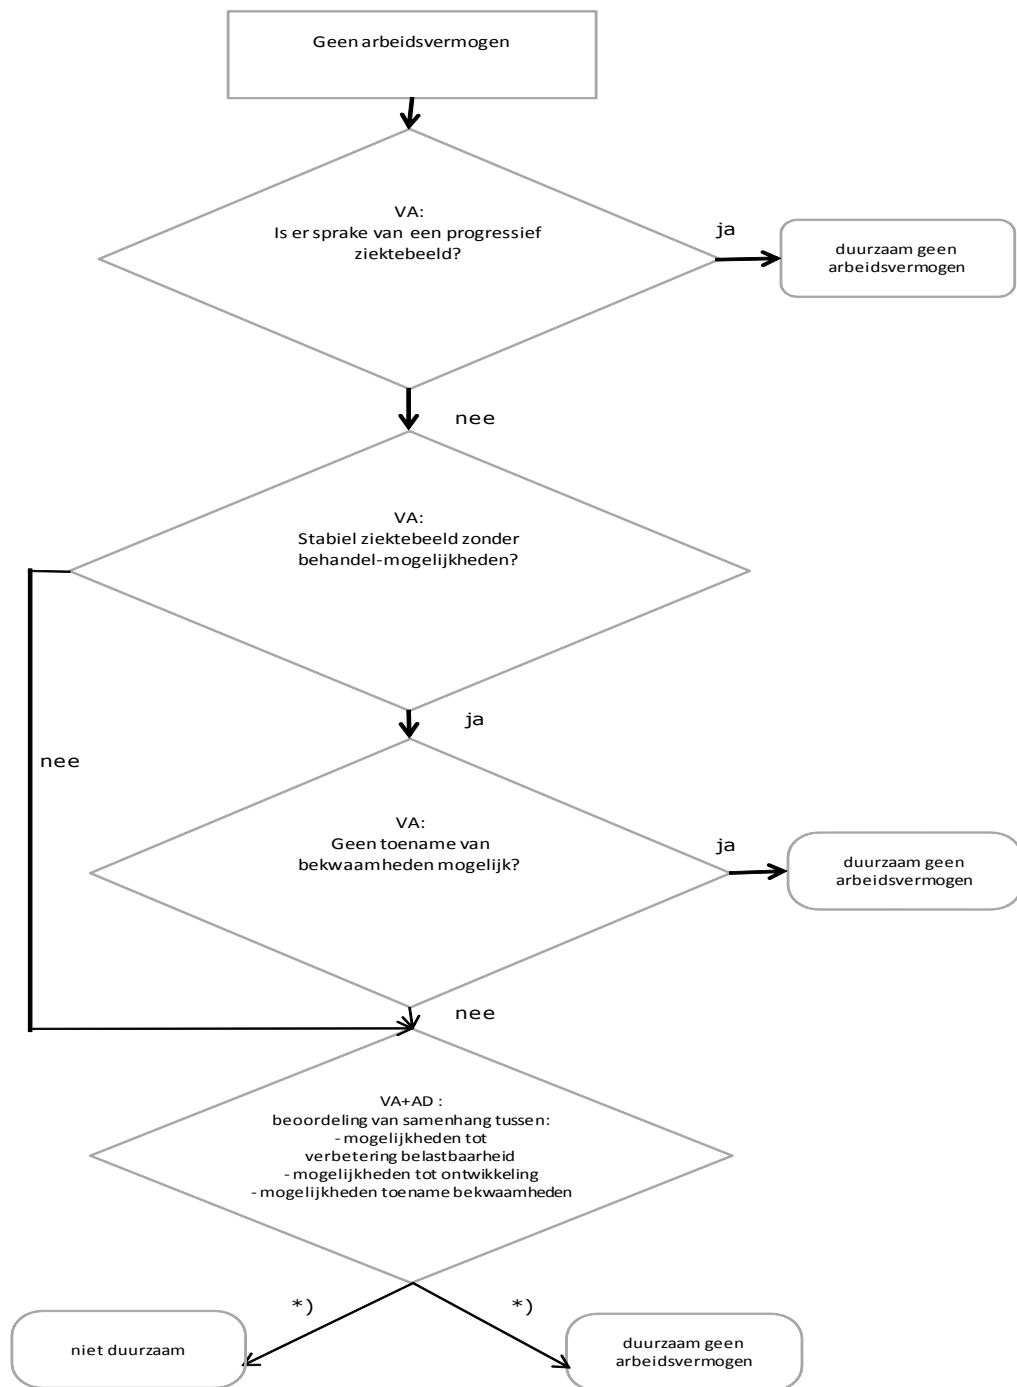 Geen arbeidsvermogen
VA:
Is er sprake van een progressief
ziektebeeld?
ja
duurzaam geen
arbeidsvermogen
nee
VA:
Stabiel ziektebeeld zonder
behandel-mogelijkheden?
ja
nee
VA:
Geen toename van
bekwaamheden mogelijk?
ja
duurzaam geen
arbeidsvermogen
nee
VA+AD :
beoordeling van samenhang tussen:
- mogelijkheden tot
verbetering belastbaarheid
- mogelijkheden tot ontwikkeling
- mogelijkheden toename bekwaamheden
*)
*)
niet duurzaam
duurzaam geen
arbeidsvermogen